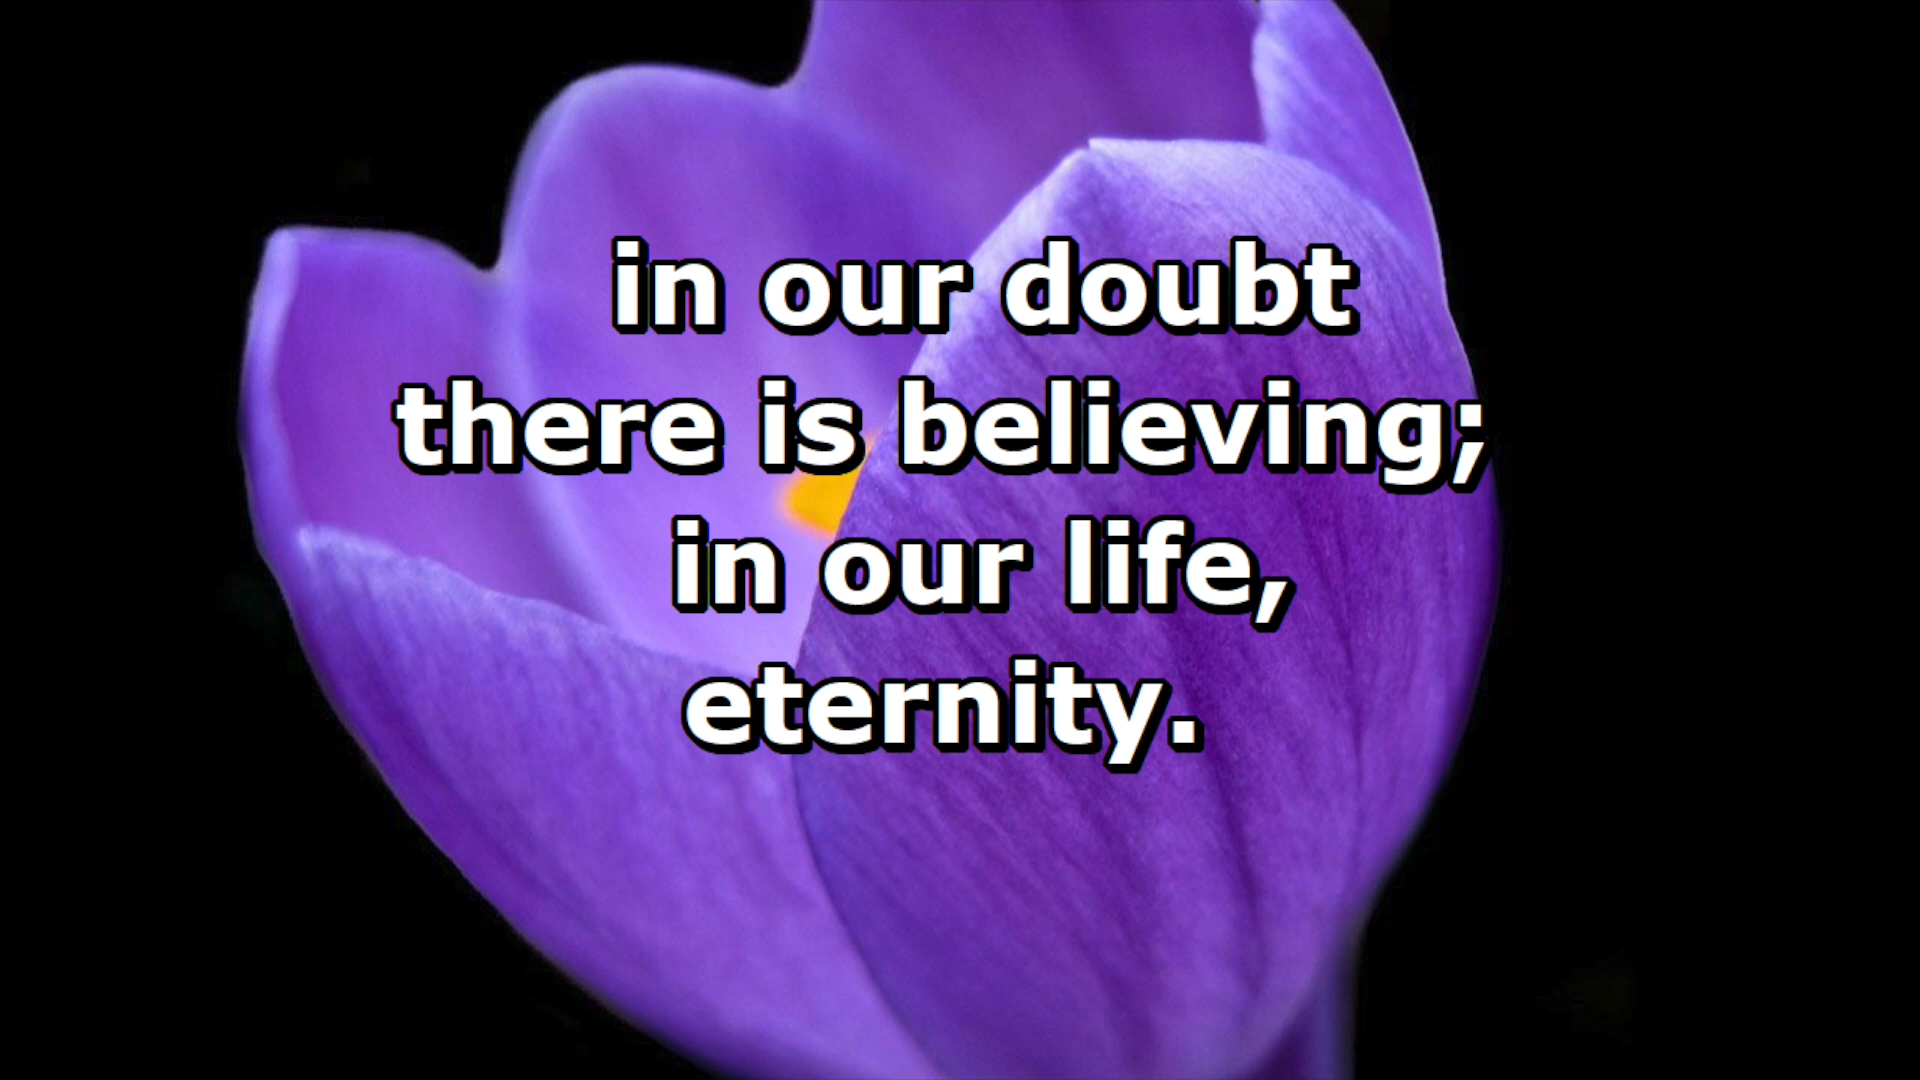 in our doubt
there is believing;
in our life,
eternity.